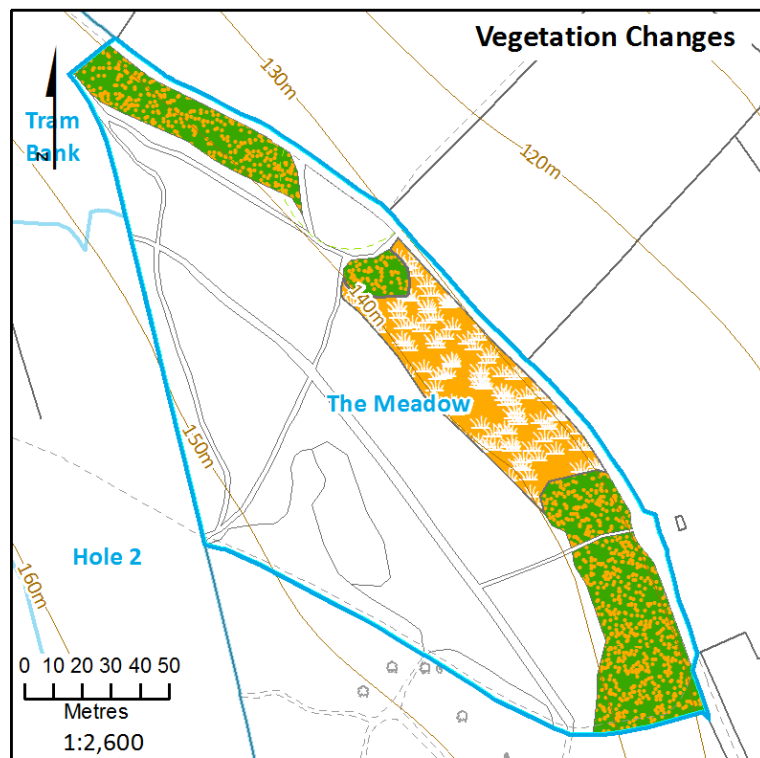 Vegetation Changes
130m
120m
Tram
Bank
z
140m
The Meadow
150m
Hole 2
160m
0 10 20 30 40 50
Metres
1:2,600